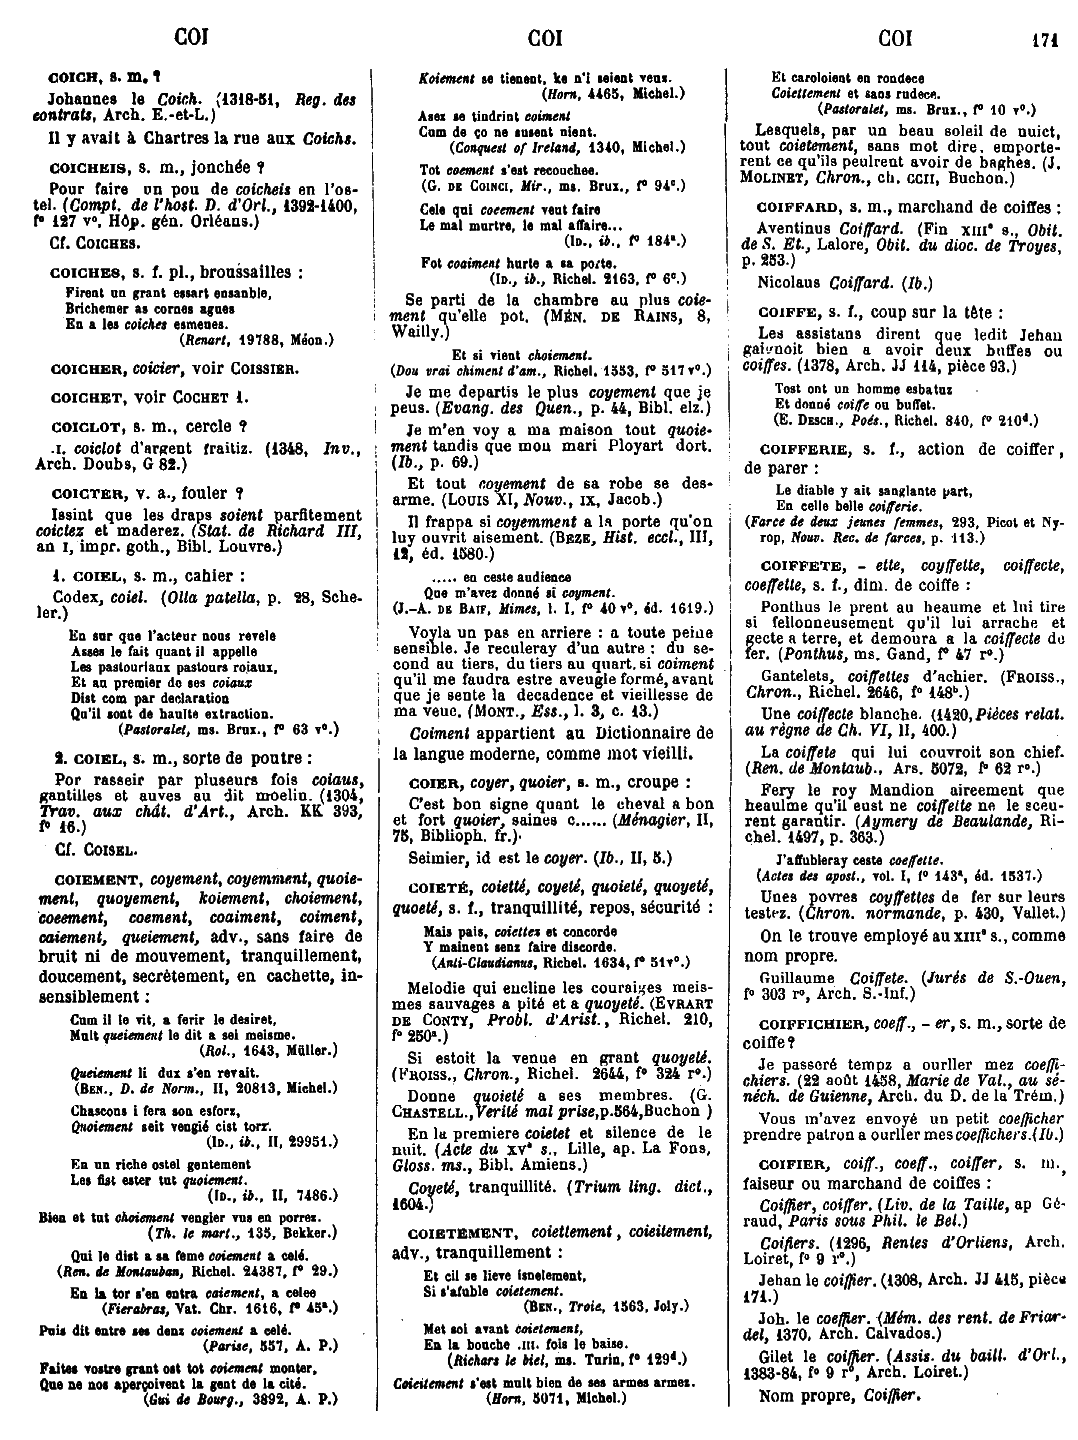 COI
COICH, s. m. ?
Johannes le Coich. (1318-51, Reg. des
contrats, Arch. E.-et-L.)
Il y avait à Chartres la rue aux Coichs.
COICHEIS, s. m., jonchée ?
Pour faire un pou de coicheis en l'os-
tel. (Compt. de l'host. D. d'Orl., 1392-1400,
f° 127 v°, Hôp. gén. Orléans.)
Cf. COICHES.
COICHES, s. f. pl., broussailles :
Firent un grant essart ensanble,
Brichemer as cornes agues
En a les coiches esmeues.
(Renart, 19788, Méon.)
COICHER, coicier, voir COISSIER.
COICHET, voir COCHET 1.
COICLOT, s. m., cercle ?
.I. coiclot d'argent fraitiz. (1348, Inv.,
Arch. Doubs, G 82.)
COICTER, v. a., fouler ?
Issint que les draps soient parfitement
coictez et maderez. (Stat. de Richard III,
an I, impr. goth., Bibl. Louvre.)
1. COIEL, s. m., cahier :
Codex, coiel. (Olla patella, p. 28, Sche-
ler.)
En sur que l'acteur nous revele
Asses le fait quant il appelle
Les pastouriaux pastours roiaux,
Et au premier de ses coiaux
Dist com par declaration
Qu'il sont de haulte extraction.
(Pastoralet, ms. Brux., f° 63 v°.)
2. COIEL, s. m., sorte de poutre :
Por rasseir par pluseurs fois coiaus,
gantilles et auves au dit moelin. (1304,
Trav. aux chât. d'Art., Arch. KK 393,
f° 16.)
Cf. COISEL.
COIEMENT, coyement, coyemment, quoie-
ment, quoyement, koiement, choiement,
coeement, coement, coaiment, coiment,
caiement, queiement, adv., sans faire de
bruit ni de mouvement, tranquillement,
doucement, secrètement, en cachette, in-
sensiblement :
Cum il le vit, a ferir le desiret,
Mult queiement le dit a sei meisme.
(Rol., 1643, Müller.)
Queiement li dux s'en revait.
(BEN., D. de Norm., II, 20813, Michel.)
Chascons i fera son esforz,
Quoiement seit vengié cist torz.
(ID., ib., II, 29951.)
En un riche ostel gentement
Les fist ester tut quoiement.
(ID., ib., II, 7486.)
Bien et tut choiement vengier vus en porrez.
(Th. le mart., 135, Bekker.)
Qui le dist a sa feme coiement a celé.
(Ren. de Montauban, Richel. 24387, f° 29.)
En la tor s'en entra caiement, a celee
(Fierabras, Vat. Chr. 1616, f° 45ª.)
Puis dit entre ses denz coiement a celé.
(Parise, 557, A. P.)
Faites vostre grant ost tot coiement monter,
Que ne nos aperçoivent la gent de la cité.
(Gui de Bourg., 3892, A. P.)
COI
Koiement se tienent, ke n'i seient veus.
(Horn, 4465, Michel.)
Asez se tindriat coiment
Cum de ço ne susent nient.
(Conquest of Ireland, 1340, Michel.)
Tot coement s'est recouchee.
(G. DE COINCI, Mir., ms. Brux., f° 94ᶜ.)
Cele qui coeement veut faire
Le mal murtre, le mal affaire...
(ID., ib., f° 184ª.)
Fot coaiment hurte a sa porte.
(ID., ib., Richel. 2163, f° 6ᶜ.)
Se parti de la chambre au plus coie-
ment qu'elle pot. (MÉN. DE RAINS, 8,
Wailly.)
Et si vient choiement.
(Dou vrai chiment d'am., Richel. 1553, f° 517 v°.)
Je me departis le plus coyement que je
peus. (Evang. des Quen., p. 44, Bibl. elz.)
Je m'en voy a ma maison tout quoie-
ment tandis que mon mari Ployart dort.
(Ib., p. 69.)
Et tout coyement de sa robe se des-
arme. (LOUIS XI, Nouv., IX, Jacob.)
Il frappa si coyemment a la porte qu'on
luy ouvrit aisement. (BEZE, Hist. eccl., III,
12, éd. 1580.)
..... en ceste audience
Que m'avez donné si coyment.
(J.-A. DE BAIF, Mimes, l. I, f° 40 v°, éd. 1619.)
Voyla un pas en arriere : a toute peine
sensible. Je reculeray d'un autre : du se-
cond au tiers, du tiers au quart, si coiment
qu'il me faudra estre aveugle formé, avant
que je sente la decadence et vieillesse de
ma veue. (MONT., Ess., l. 3, c. 13.)
Coiment appartient au Dictionnaire de
la langue moderne, comme mot vieilli.
COIER, coyer, quoier, s. m., croupe :
C'est bon signe quant le cheval a bon
et fort quoier, saines c...... (Ménagier, II,
75, Biblioph. fr.).
Seimier, id est le coyer. (Ib., II, 5.)
COIETÉ, coietté, coyeté, quoieté, quoyeté,
quoeté, s. f., tranquillité, repos, sécurité :
Mais pais, coiettez et concorde
Y mainent senz faire discorde.
(Anti-Claudianus, Richel. 1634, f° 51 v°.)
Melodie qui encline les couraiges meis-
mes sauvages a pité et a quoyeté. (EVRART
DE CONTY, Probl. d'Arist., Richel. 210,
f° 250ª.)
Si estoit la venue en grant quoyeté.
(FROISS., Chron., Richel. 2644, f° 324 r°.)
Donne quoieté a ses membres. (G.
CHASTELL., Verité mal prise, p. 564, Buchon )
En la premiere coietet et silence de le
nuit. (Acte du XVᵉ s., Lille, ap. La Fons,
Gloss. ms., Bibl. Amiens.)
Coyeté, tranquillité. (Trium ling. dict.,
1604.)
COIETEMENT, coiettement, coieitement,
adv., tranquillement :
Et cil se lieve isnelement,
Si s'afuble coietement.
(BEN., Troie, 1563, Joly.)
Met soi avant coietement,
En la bouche .III. fois le baise.
(Richars le biel, ms. Turin, f° 129ᵈ.)
Coieitement s'est mult bien de ses armes armez.
(Horn, 5071, Michel.)
COI 171
Et caroloient en rondece
Coiettement et sans rudece.
(Pastoralet, ms. Brux., f° 10 v°.)
Lesquels, par un beau soleil de nuict,
tout coietement, sans mot dire, emporte-
rent ce qu'ils peulrent avoir de baghes. (J.
MOLINET, Chron., ch. CCII, Buchon.)
COIFFARD, s. m., marchand de coiffes :
Aventinus Coiffard. (Fin XIIIᵉ s., Obit.
de S. Et., Lalore, Obit. du dioc. de Troyes,
p. 253.)
Nicolaus Coiffard. (Ib.)
COIFFE, s. f., coup sur la tête :
Les assistans dirent que ledit Jehan
gaignoit bien a avoir deux buffes ou
coiffes. (1378, Arch. JJ 114, pièce 93.)
Tost ont un homme esbatuz
Et donné coiffe ou buffet.
(E. DESCH., Poés., Richel. 840, f° 210ᵈ.)
COIFFERIE, s. f., action de coiffer,
de parer :
Le diable y ait sanglante part,
En celle belle coifferie.
(Farce de deux jeunes femmes, 293, Picot et Ny-
rop, Nouv. Rec. de farces, p. 113.)
COIFFETE, - ette, coyffette, coiffecte,
coeffette, s. f., dim. de coiffe :
Ponthus le prent au heaume et lui tire
si fellonneusement qu'il lui arrache et
gecte a terre, et demoura a la coiffecte de
fer. (Ponthus, ms. Gand, f° 47 r°.)
Gantelets, coiffettes d'achier. (FROISS.,
Chron., Richel. 2646, f° 148ᵇ.)
Une coiffecte blanche. (1420, Pièces relat.
au règne de Ch. VI, II, 400.)
La coiffete qui lui couvroit son chief.
(Ren. de Montaub., Ars. 5072, f° 62 r°.)
Fery le roy Mandion aireement que
heaulme qu'il eust ne coiffette ne le sceu-
rent garantir. (Aymery de Beaulande, Ri-
chel. 1497, p. 363.)
J'affubleray ceste coeffette.
(Actes des apost., vol. I, f° 143ª, éd. 1537.)
Unes povres coyffettes de fer sur leurs
testez. (Chron. normande, p. 430, Vallet.)
On le trouve employé au XIIIᵉ s., comme
nom propre.
Guillaume Coiffete. (Jurés de S.-Ouen,
f° 303 r°, Arch. S.-Inf.)
COIFFICHIER, coeff., - er, s. m., sorte de
coiffe ?
Je passeré tempz a ourller mez coeffi-
chiers. (22 août 1458, Marie de Val., au sé-
néch. de Guienne, Arch. du D. de la Trém.)
Vous m'avez envoyé un petit coefficher
prendre patron a ourller mes coeffichers. (Ib.)
COIFIER, coiff., coeff., coiffer, s. m.,
faiseur ou marchand de coiffes :
Coiffier, coiffer. (Liv. de la Taille, ap Gé-
raud, Paris sous Phil. le Bel.)
Coifiers. (1296, Rentes d'Orliens, Arch.
Loiret, f° 9 r°.)
Jehan le coiffier. (1308, Arch. JJ 415, pièce
171.)
Joh. le coeffier. (Mém. des rent. de Friar-
del, 1370, Arch. Calvados.)
Gilet le coiffier. (Assis. du baill. d'Orl.,
1383-84, f° 9 r°, Arch. Loiret.)
Nom propre, Coiffier.